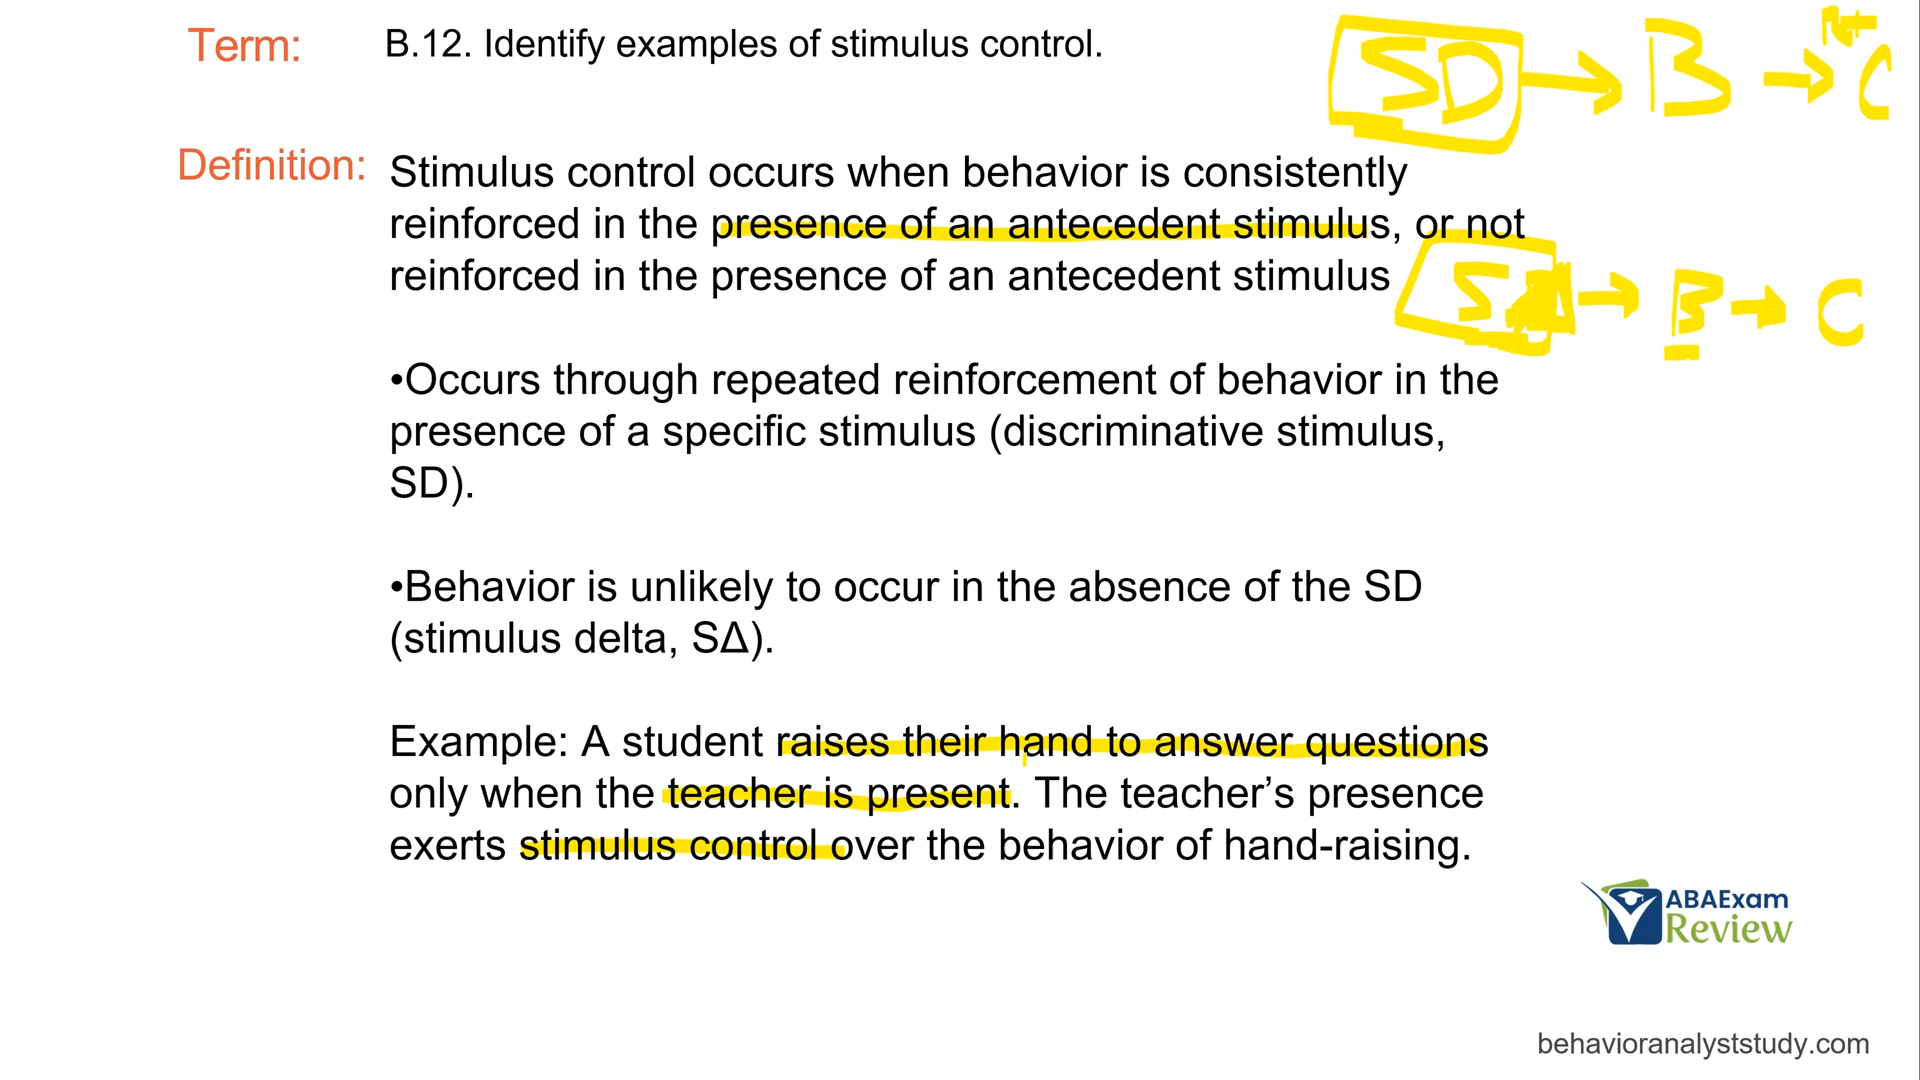 Term:
B.12. Identify examples of stimulus control.
SD → B → C
R+
Definition:
Stimulus control occurs when behavior is consistently
reinforced in the presence of an antecedent stimulus, or not
reinforced in the presence of an antecedent stimulus
SΔ → B → C
•Occurs through repeated reinforcement of behavior in the
presence of a specific stimulus (discriminative stimulus,
SD).
•Behavior is unlikely to occur in the absence of the SD
(stimulus delta, SΔ).
Example: A student raises their hand to answer questions
only when the teacher is present. The teacher’s presence
exerts stimulus control over the behavior of hand-raising.
ABAExam
Review
behavioranalyststudy.com